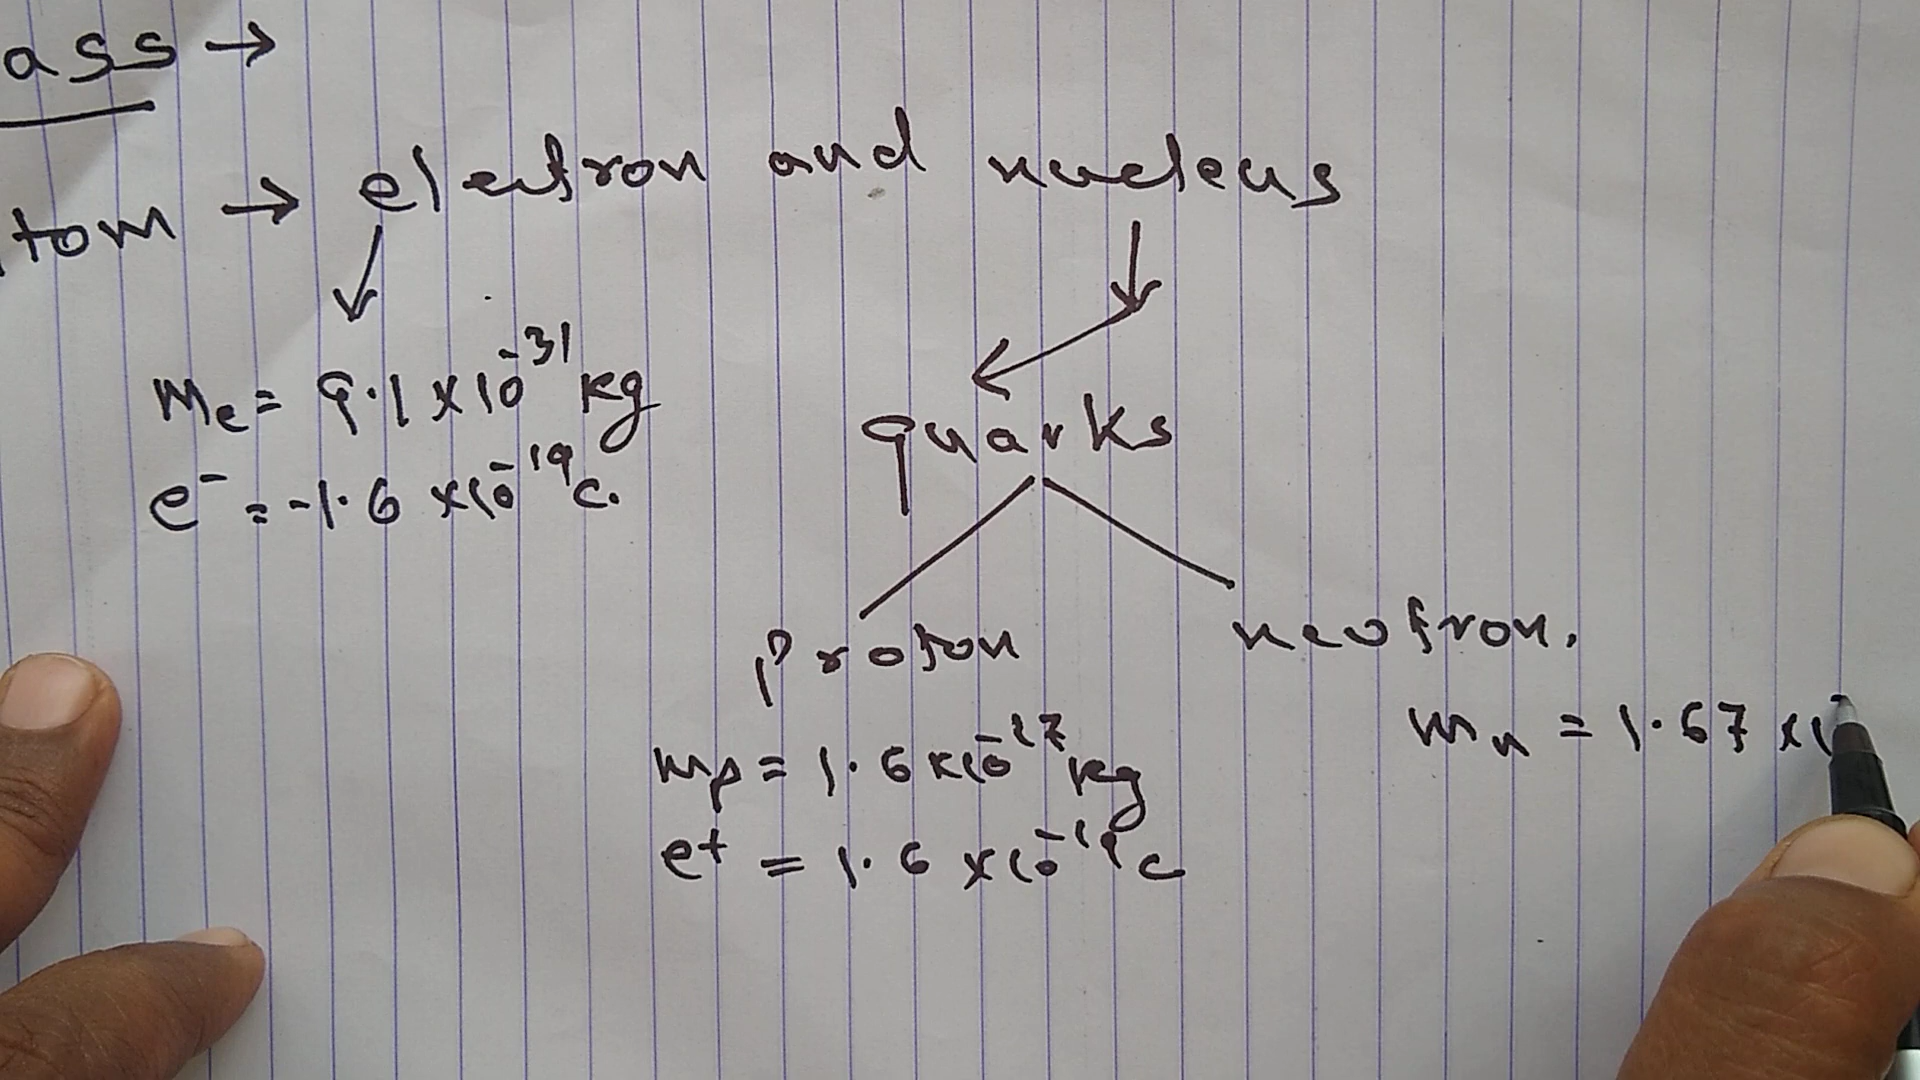 ass →
tom → electron and nucleus
me = 9.1 x 10^-31 kg
e^- = -1.6 x 10^-19 c.
quarks
proton
neutron.
mp = 1.6 x 10^-27 kg
e^+ = 1.6 x 10^-19 c
mn = 1.67 x 1